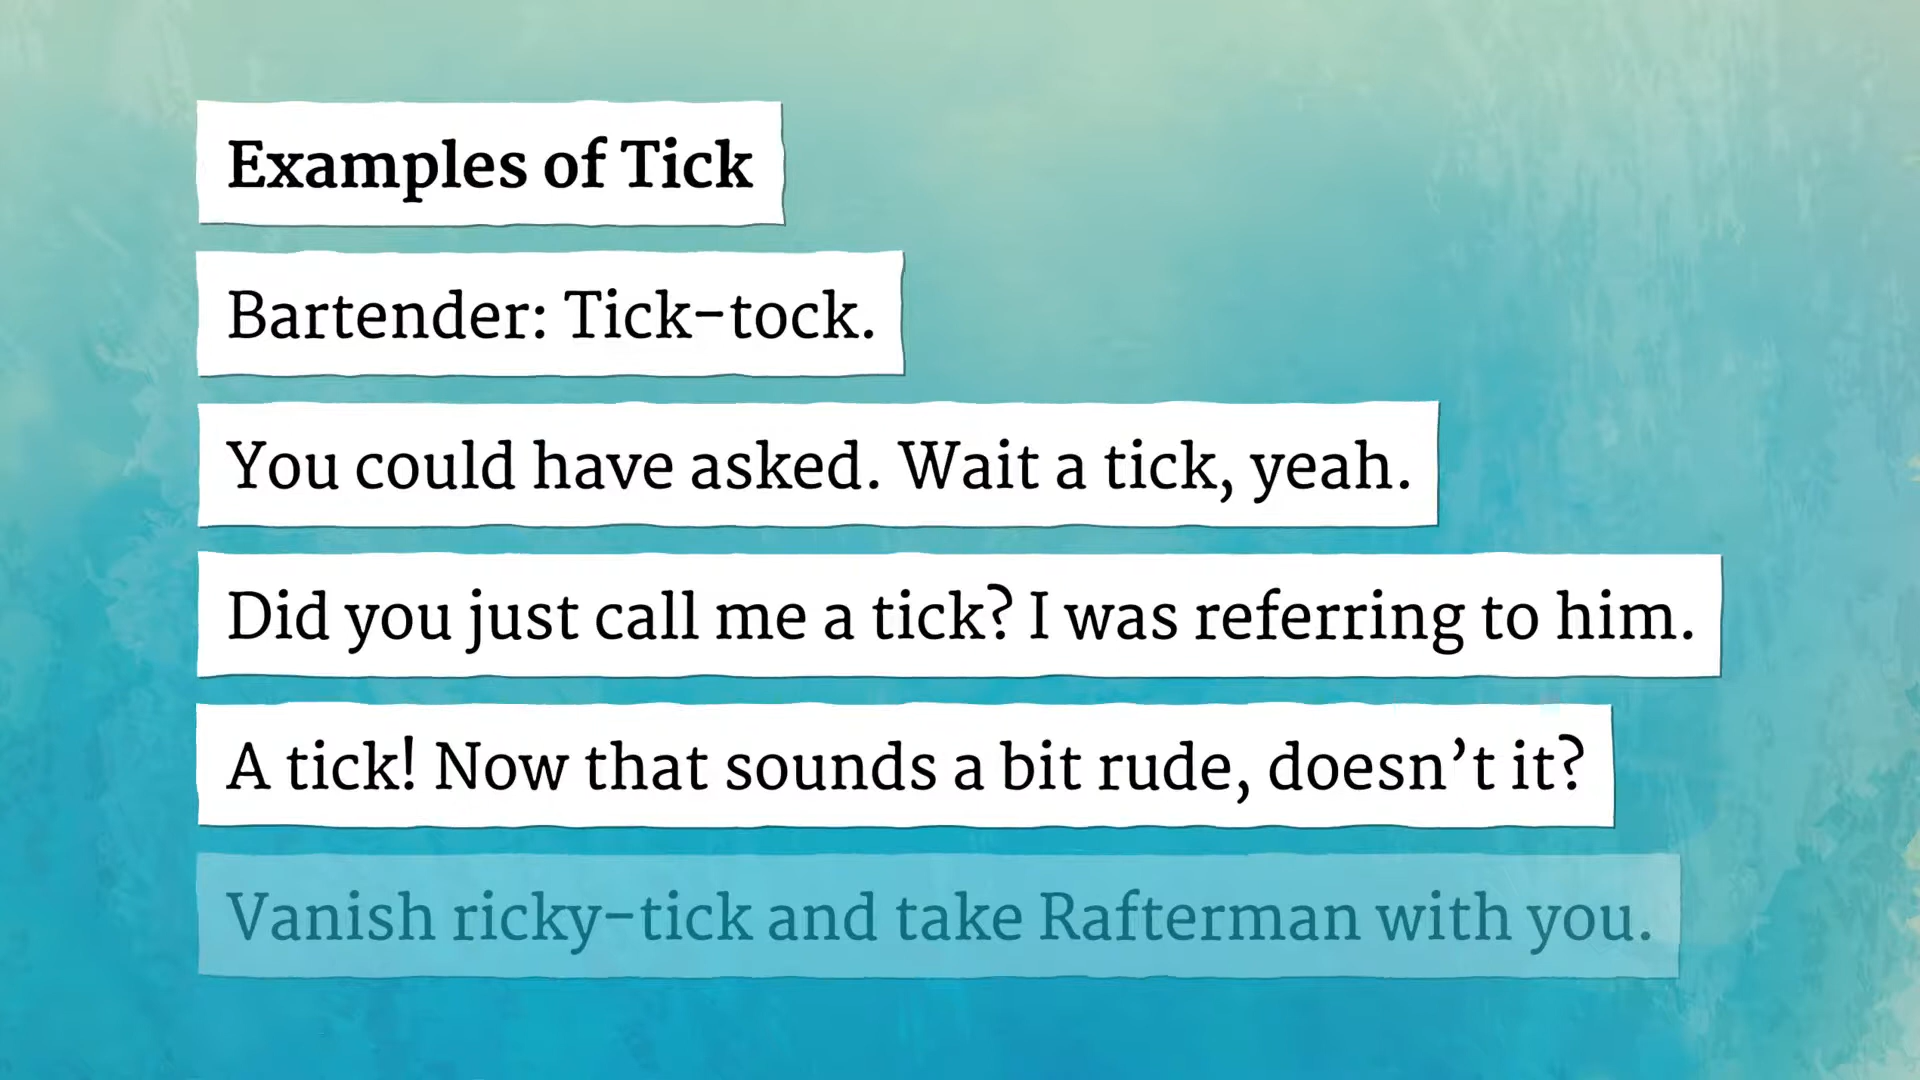 Examples of Tick
Bartender: Tick-tock.
You could have asked. Wait a tick, yeah.
Did you just call me a tick? I was referring to him.
A tick! Now that sounds a bit rude, doesn’t it?
Vanish ricky-tick and take Rafterman with you.